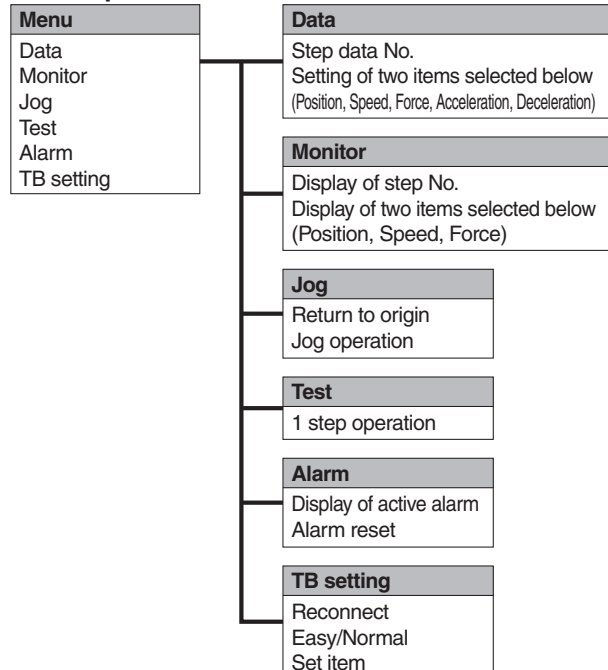 Menu
Data
Monitor
Jog
Test
Alarm
TB setting
Data
Step data No.
Setting of two items selected below
(Position, Speed, Force, Acceleration, Deceleration)
Monitor
Display of step No.
Display of two items selected below
(Position, Speed, Force)
Jog
Return to origin
Jog operation
Test
1 step operation
Alarm
Display of active alarm
Alarm reset
TB setting
Reconnect
Easy/Normal
Set item